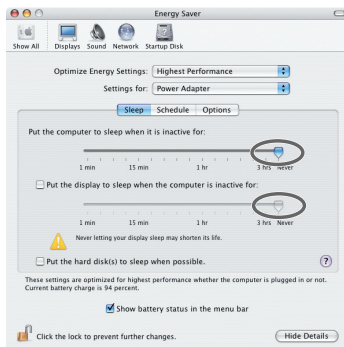 Energy Saver
Show All Displays Sound Network Startup Disk
Optimize Energy Settings: Highest Performance
Settings for: Power Adapter
Sleep Schedule Options
Put the computer to sleep when it is inactive for:
1 min 15 min 1 hr 3 hrs Never
Put the display to sleep when the computer is inactive for:
1 min 15 min 1 hr 3 hrs Never
Never letting your display sleep may shorten its life.
Put the hard disk(s) to sleep when possible. ?
These settings are optimized for highest performance whether the computer is plugged in or not.
Current battery charge is 94 percent.
Show battery status in the menu bar
Click the lock to prevent further changes. Hide Details